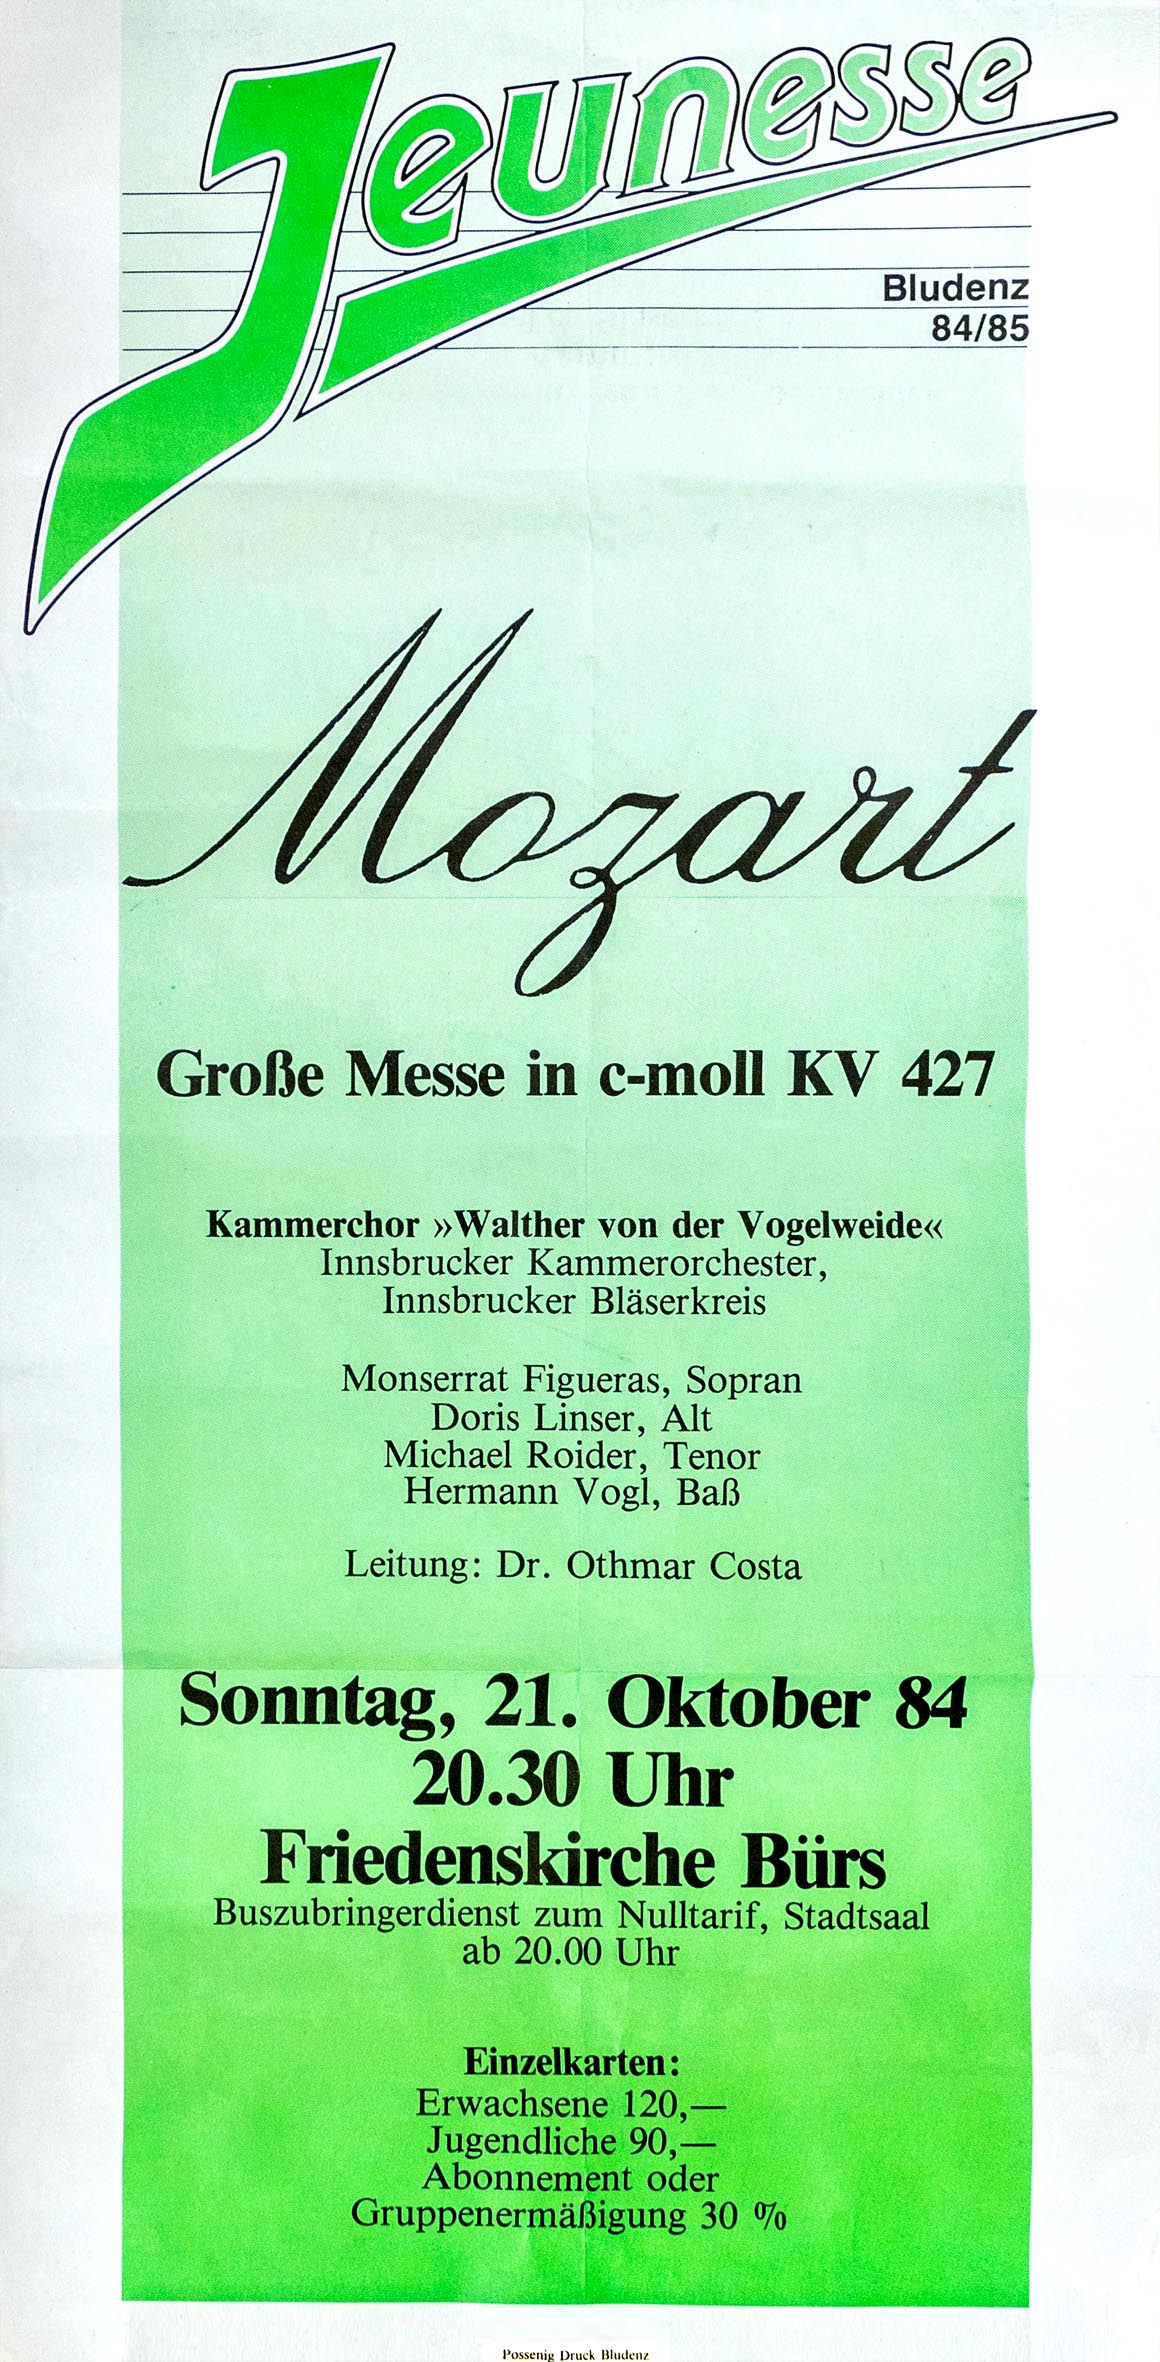 Jeunesse
Bludenz
84/85
Mozart
Große Messe in c-moll KV 427
Kammerchor »Walther von der Vogelweide«
Innsbrucker Kammerorchester,
Innsbrucker Bläserkreis
Monserrat Figueras, Sopran
Doris Linser, Alt
Michael Roider, Tenor
Hermann Vogl, Baß
Leitung: Dr. Othmar Costa
Sonntag, 21. Oktober 84
20.30 Uhr
Friedenskirche Bürs
Buszubringerdienst zum Nulltarif, Stadtsaal
ab 20.00 Uhr
Einzelkarten:
Erwachsene 120,—
Jugendliche 90,—
Abonnement oder
Gruppenermäßigung 30 %
Possenig Druck Bludenz